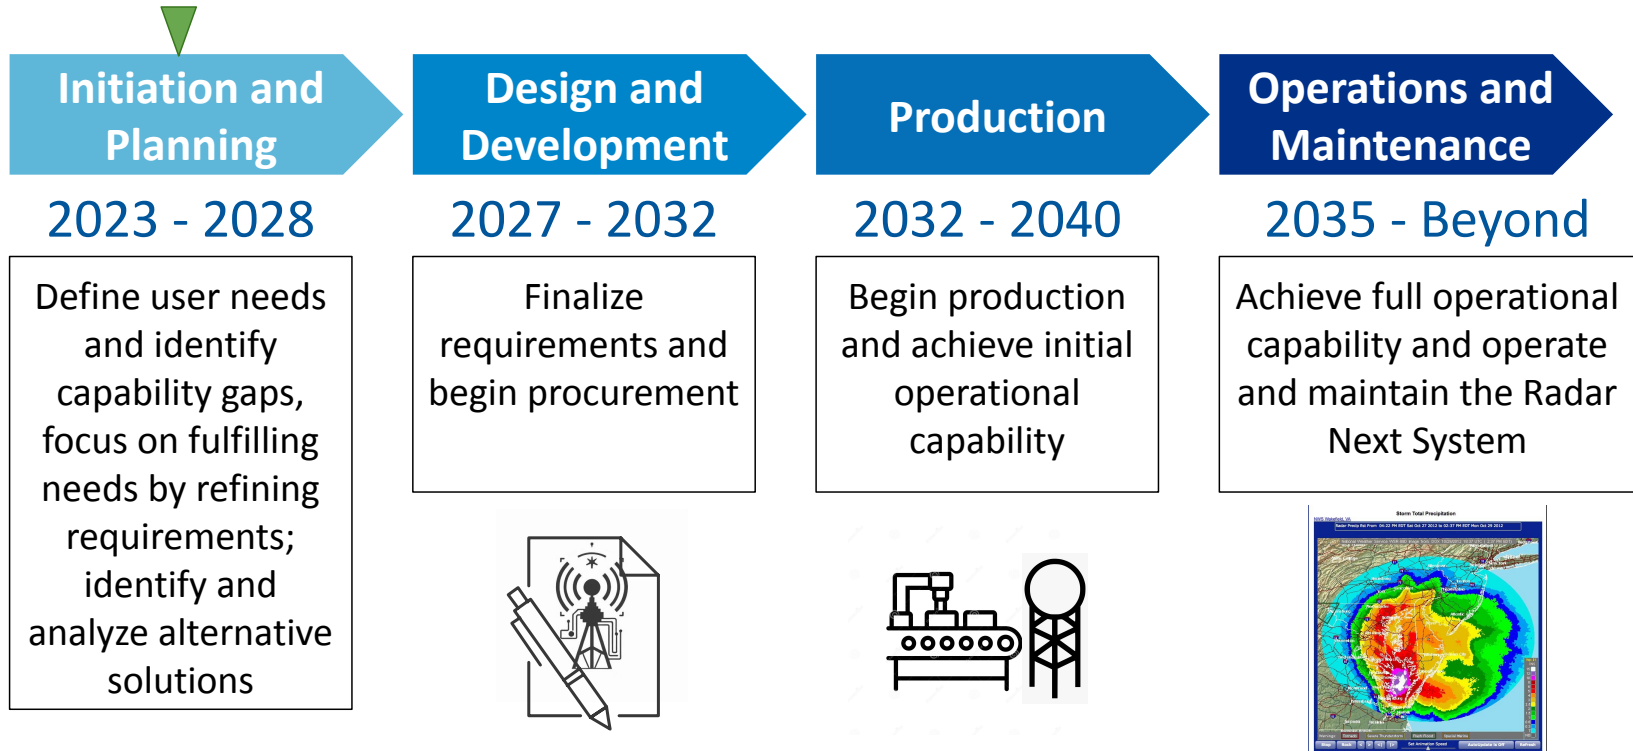 Initiation and
Planning
Design and
Development
Production
Operations and
Maintenance
2023 - 2028
2027 - 2032
2032 - 2040
2035 - Beyond
Define user needs
and identify
capability gaps,
focus on fulfilling
needs by refining
requirements;
identify and
analyze alternative
solutions
Finalize
requirements and
begin procurement
Begin production
and achieve initial
operational
capability
Achieve full operational
capability and operate
and maintain the Radar
Next System
Storm Total Precipitation
NWS Wakefield, VA